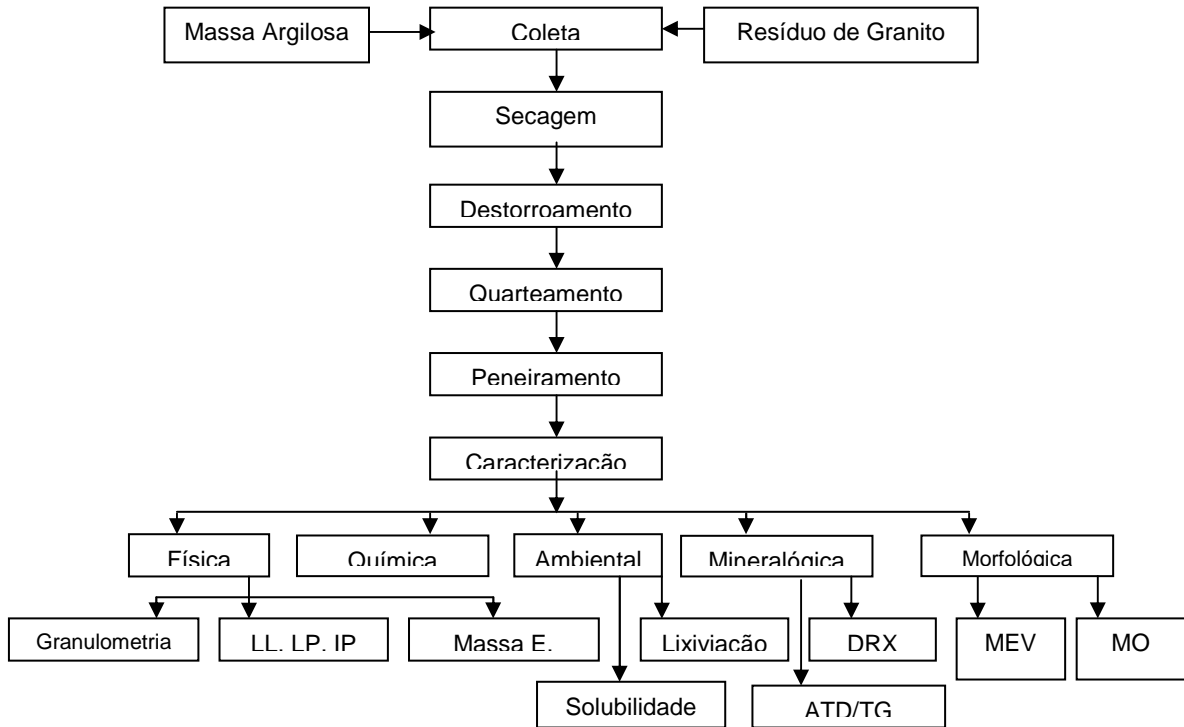 Massa Argilosa
Coleta
Resíduo de Granito
Secagem
Destorroamento
Quarteamento
Peneiramento
Caracterização
Física
Química
Ambiental
Mineralógica
Morfológica
Granulometria
LL. LP. IP
Massa E.
Lixiviação
DRX
MEV
MO
Solubilidade
ATD/TG